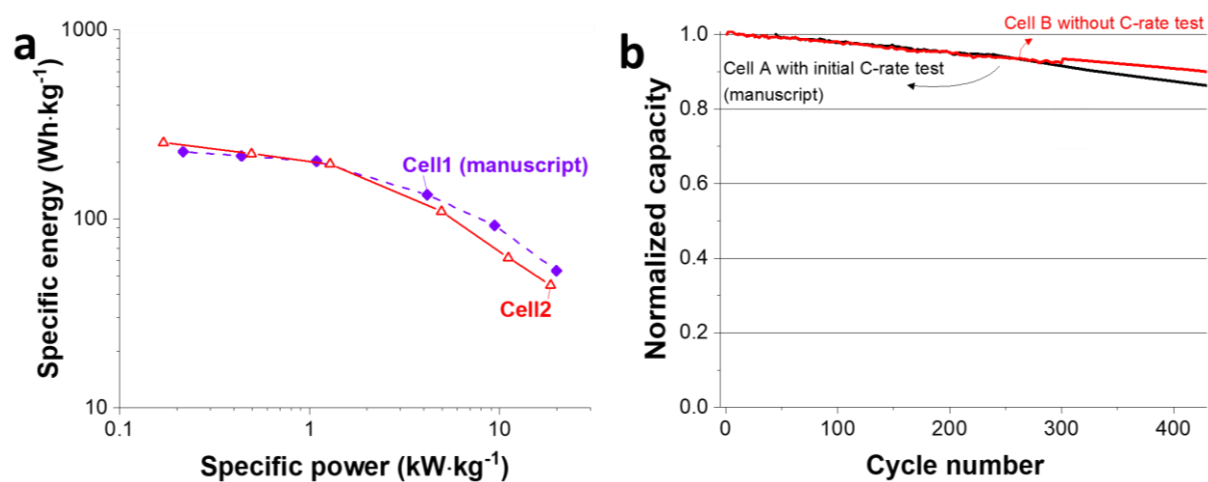 a
Specific energy (Wh·kg⁻¹)
1000
100
10
0.1
1
10
Specific power (kW·kg⁻¹)
Cell1 (manuscript)
Cell2
b
Normalized capacity
1.0
0.8
0.6
0.4
0.2
0.0
0
100
200
300
400
Cycle number
Cell B without C-rate test
Cell A with initial C-rate test
(manuscript)